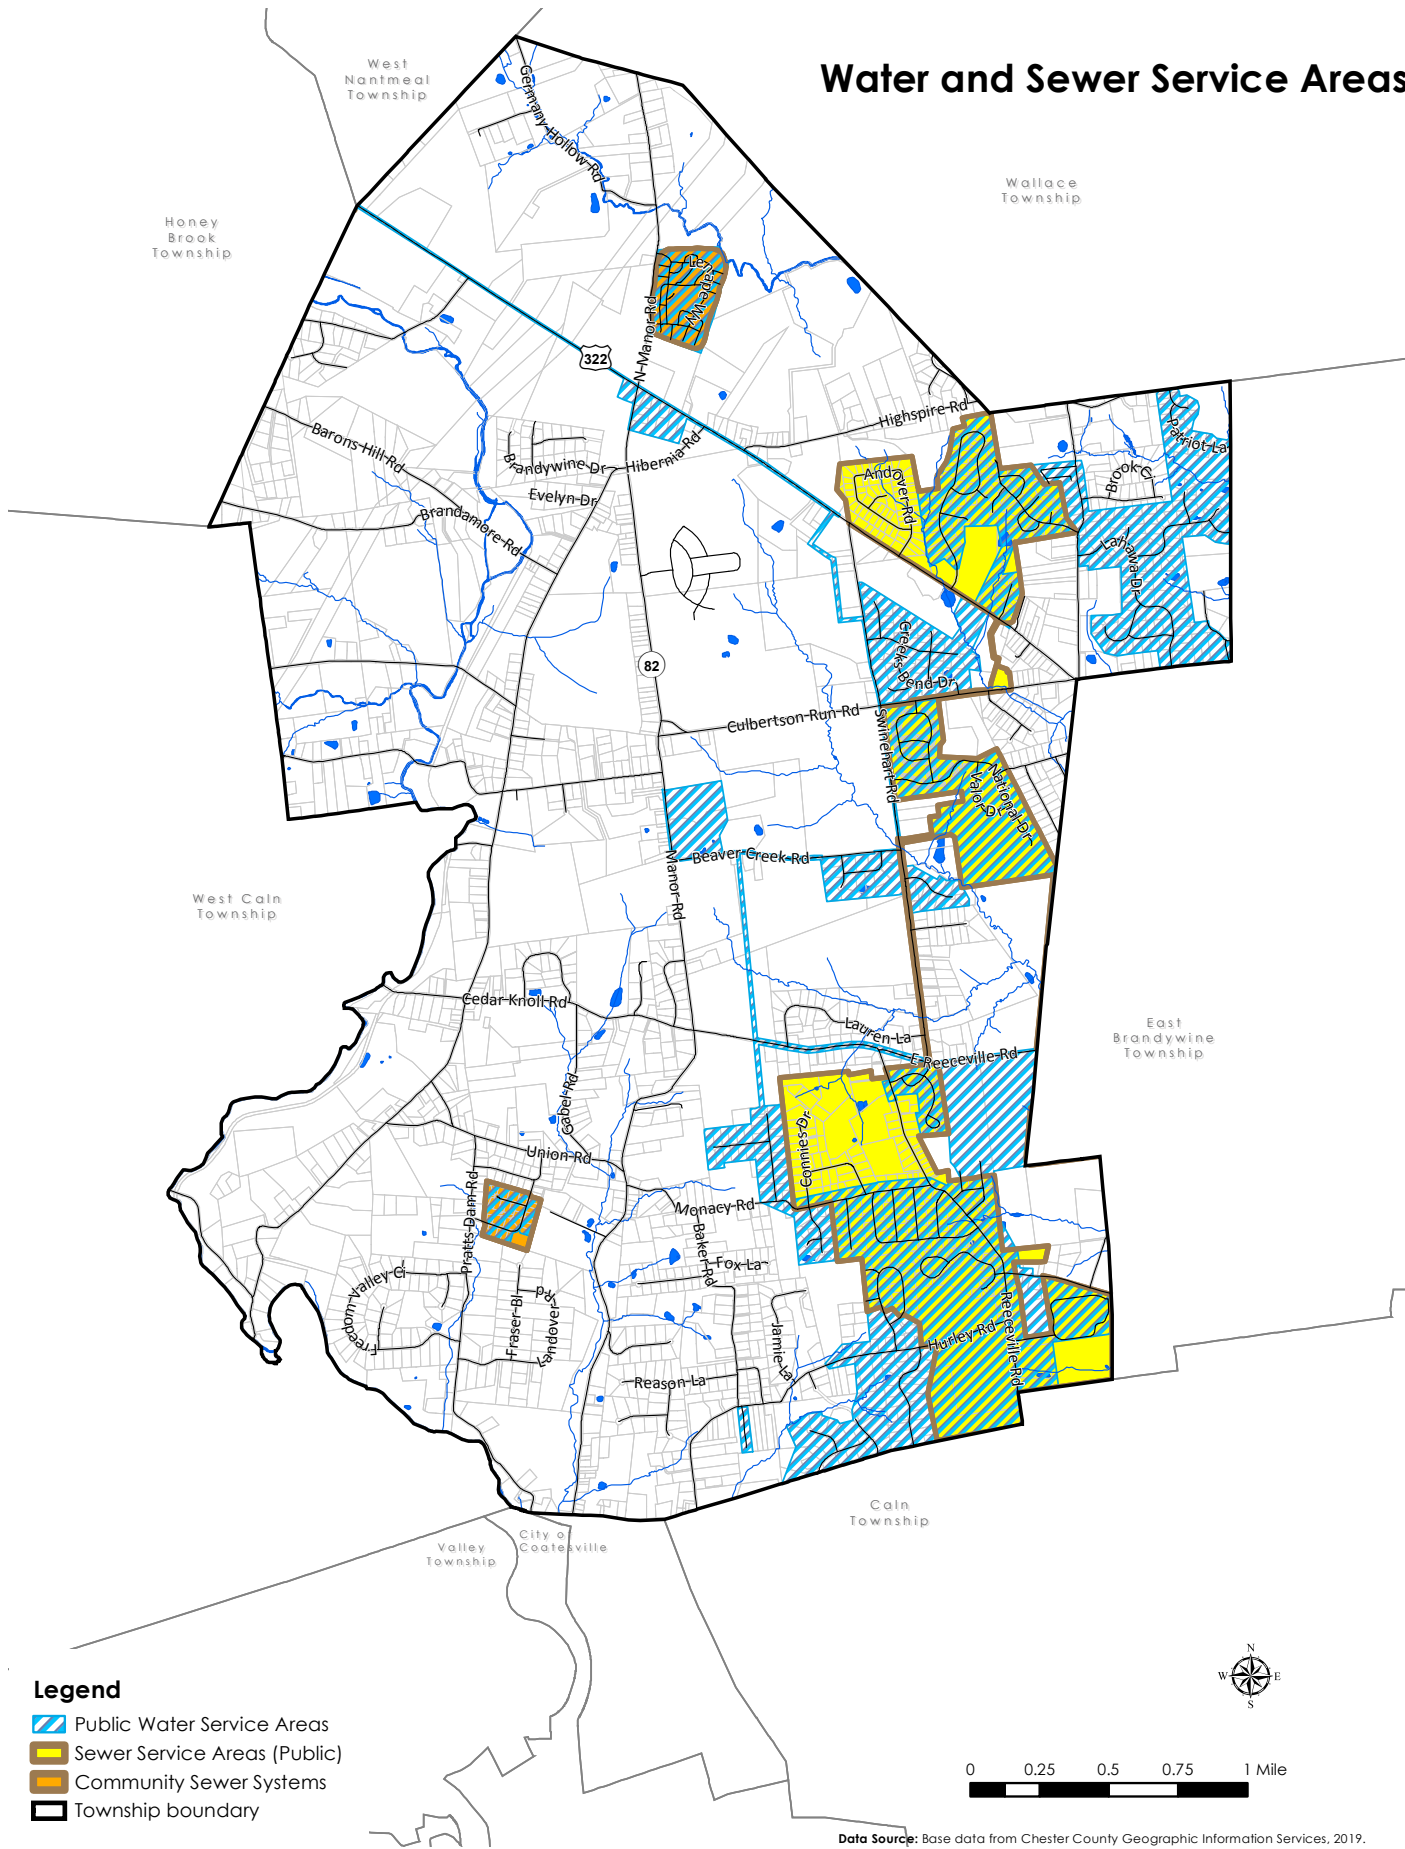 Water and Sewer Service Areas
West
Nantmeal
Township
Wallace
Township
Honey
Brook
Township
Germany Hollow Rd
Lenape Wy
N Manor Rd
322
Highspire Rd
Patriot La
Barons Hill Rd
Brandywine Dr
Hibernia Rd
Andover Rd
Brook Cr
Evelyn Dr
Brandamore Rd
Lahawa Dr
Creeks Bend Dr
82
Culbertson Run Rd
Swinehart Rd
National Dr
Valor Dr
Beaver Creek Rd
Manor Rd
West Caln
Township
Cedar Knoll Rd
Lauren La
E Reeceville Rd
East
Brandywine
Township
Gabel Rd
Connies Dr
Union Rd
Pratts Dam Rd
Monacy Rd
Baker Rd
Fox La
Freedom Valley Cl
Fraser Bl
Landover Rd
Jamie La
Hurley Rd
Reeceville Rd
Reason La
Caln
Township
Valley
Township
City of
Coatesville
N
W E
S
Legend
Public Water Service Areas
Sewer Service Areas (Public)
Community Sewer Systems
Township boundary
0 0.25 0.5 0.75 1 Mile
Data Source: Base data from Chester County Geographic Information Services, 2019.